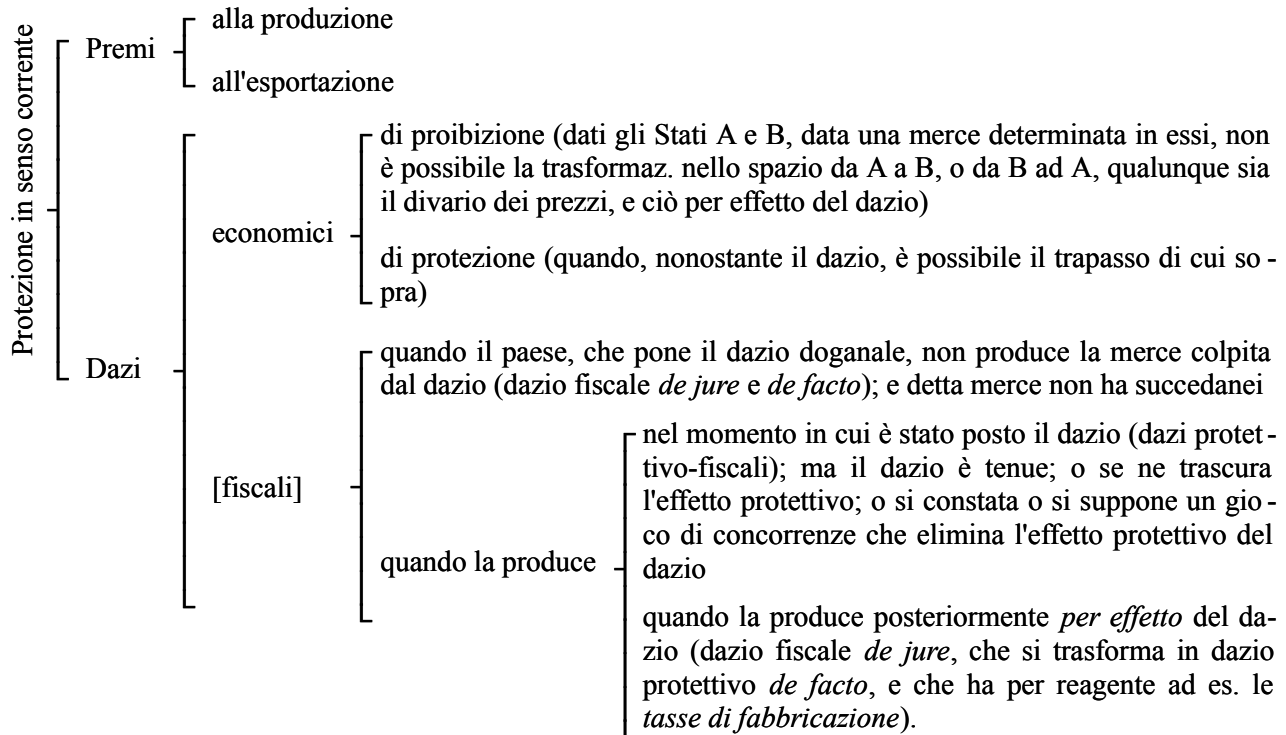 Protezione in senso corrente
Premi
alla produzione
all'esportazione
Dazi
economici
di proibizione (dati gli Stati A e B, data una merce determinata in essi, non
è possibile la trasformaz. nello spazio da A a B, o da B ad A, qualunque sia
il divario dei prezzi, e ciò per effetto del dazio)
di protezione (quando, nonostante il dazio, è possibile il trapasso di cui so-
pra)
[fiscali]
quando il paese, che pone il dazio doganale, non produce la merce colpita
dal dazio (dazio fiscale de jure e de facto); e detta merce non ha succedanei
quando la produce
nel momento in cui è stato posto il dazio (dazi protet-
tivo-fiscali); ma il dazio è tenue; o se ne trascura
l'effetto protettivo; o si constata o si suppone un gio-
co di concorrenze che elimina l'effetto protettivo del
dazio
quando la produce posteriormente per effetto del da-
zio (dazio fiscale de jure, che si trasforma in dazio
protettivo de facto, e che ha per reagente ad es. le
tasse di fabbricazione).